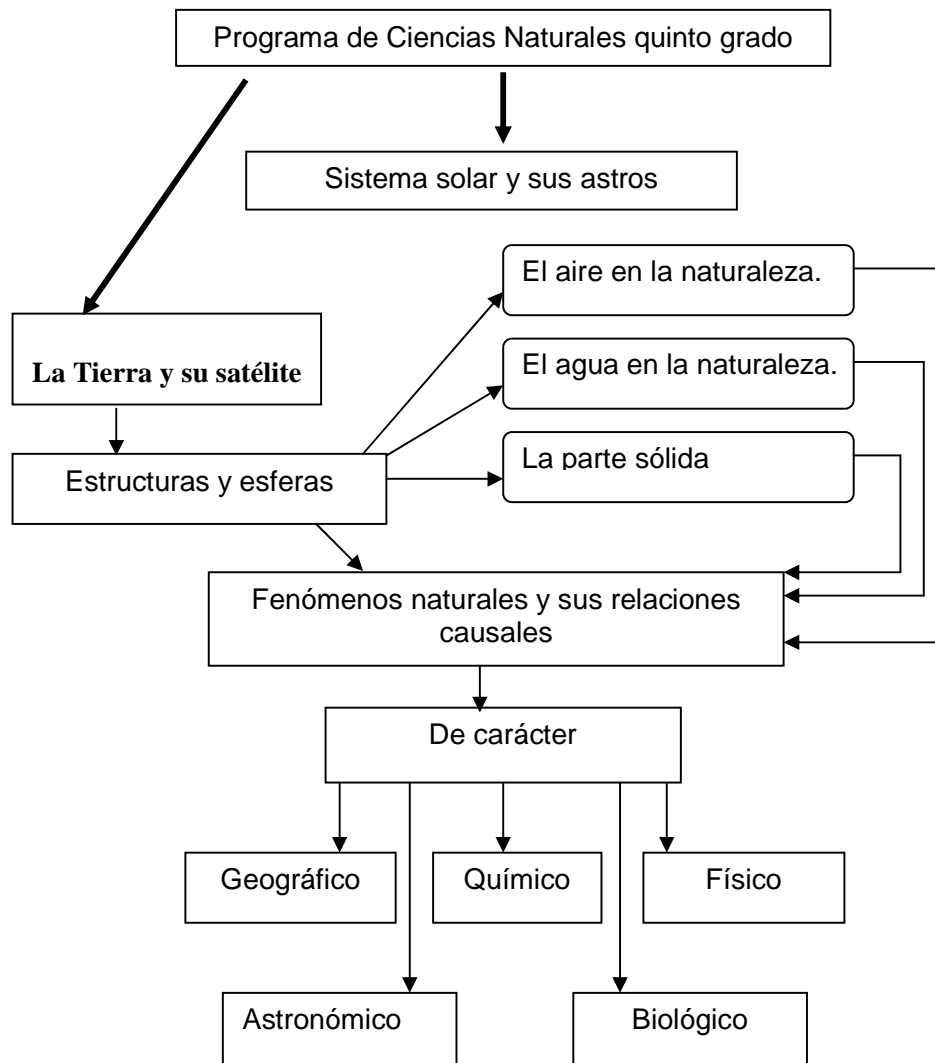 Programa de Ciencias Naturales quinto grado
Sistema solar y sus astros
El aire en la naturaleza.
La Tierra y su satélite
El agua en la naturaleza.
La parte sólida
Estructuras y esferas
Fenómenos naturales y sus relaciones
causales
De carácter
Geográfico
Químico
Físico
Astronómico
Biológico